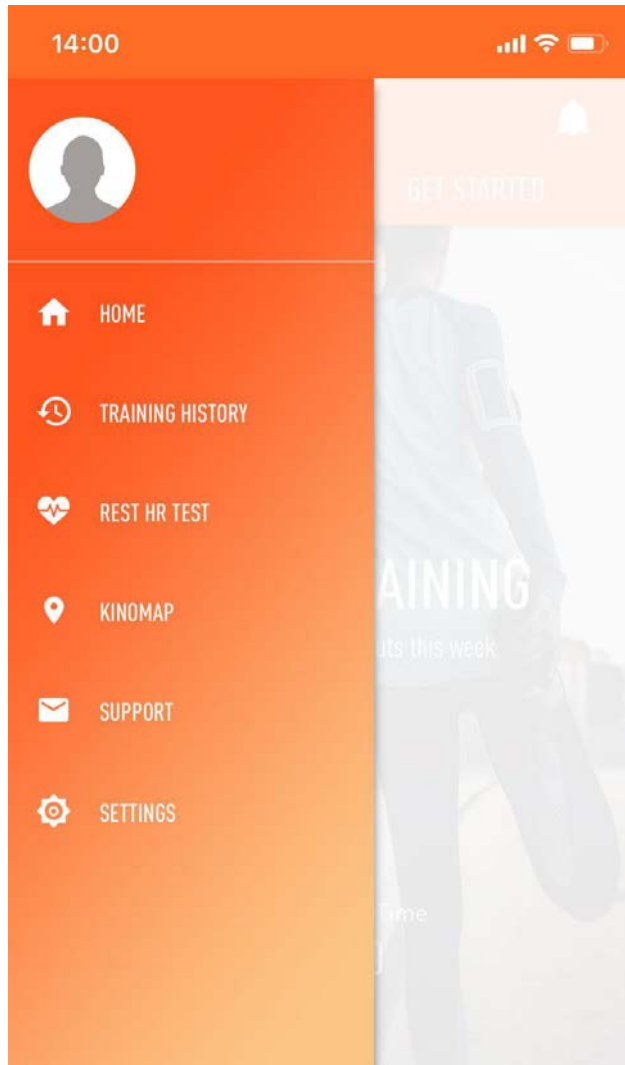 14:00
GET STARTED
HOME
TRAINING HISTORY
REST HR TEST
AINING
KINOMAP
uts this week
SUPPORT
SETTINGS
Time